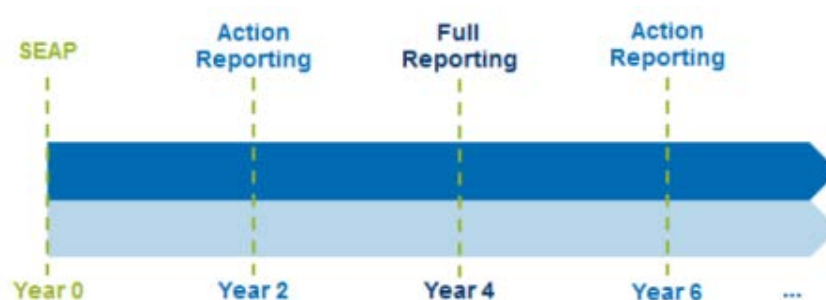 SEAP
Action
Reporting
Full
Reporting
Action
Reporting
Year 0
Year 2
Year 4
Year 6
...